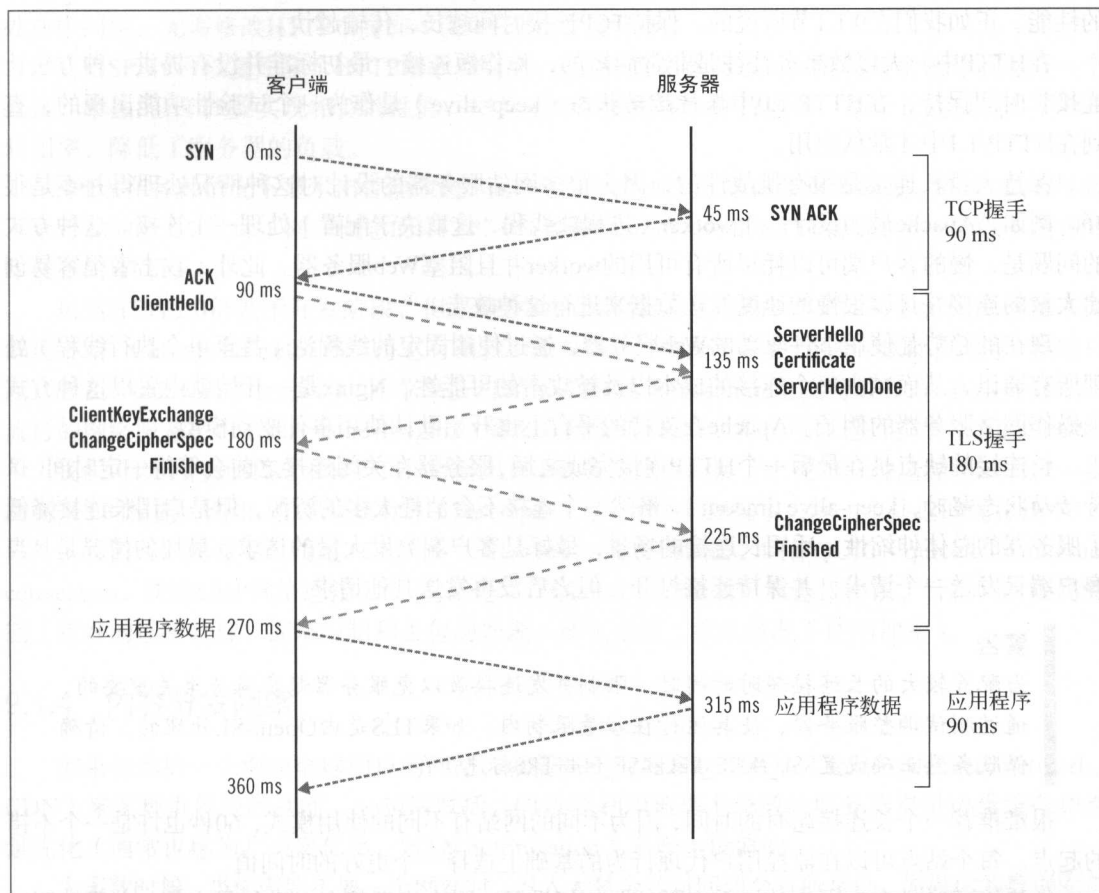 客户端
服务器
SYN
0 ms
45 ms
SYN ACK
TCP握手
90 ms
ACK
ClientHello
90 ms
135 ms
ServerHello
Certificate
ServerHelloDone
ClientKeyExchange
ChangeCipherSpec
Finished
180 ms
TLS握手
180 ms
225 ms
ChangeCipherSpec
Finished
应用程序数据
270 ms
315 ms
应用程序数据
应用程序
90 ms
360 ms